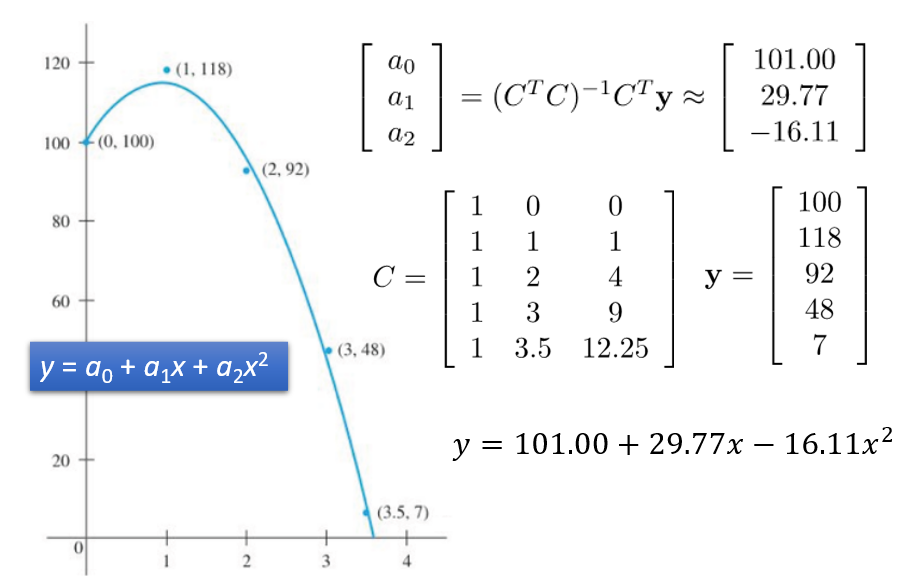 120
(1, 118)
100
(0, 100)
(2, 92)
80
60
(3, 48)
y = a₀ + a₁x + a₂x²
20
(3.5, 7)
0
1 2 3 4
[ a₀ a₁ a₂ ] = (CᵀC)⁻¹Cᵀy ≈ [ 101.00 29.77 −16.11 ]
C =
1 0 0
1 1 1
1 2 4
1 3 9
1 3.5 12.25
y =
100
118
92
48
7
y = 101.00 + 29.77x − 16.11x²